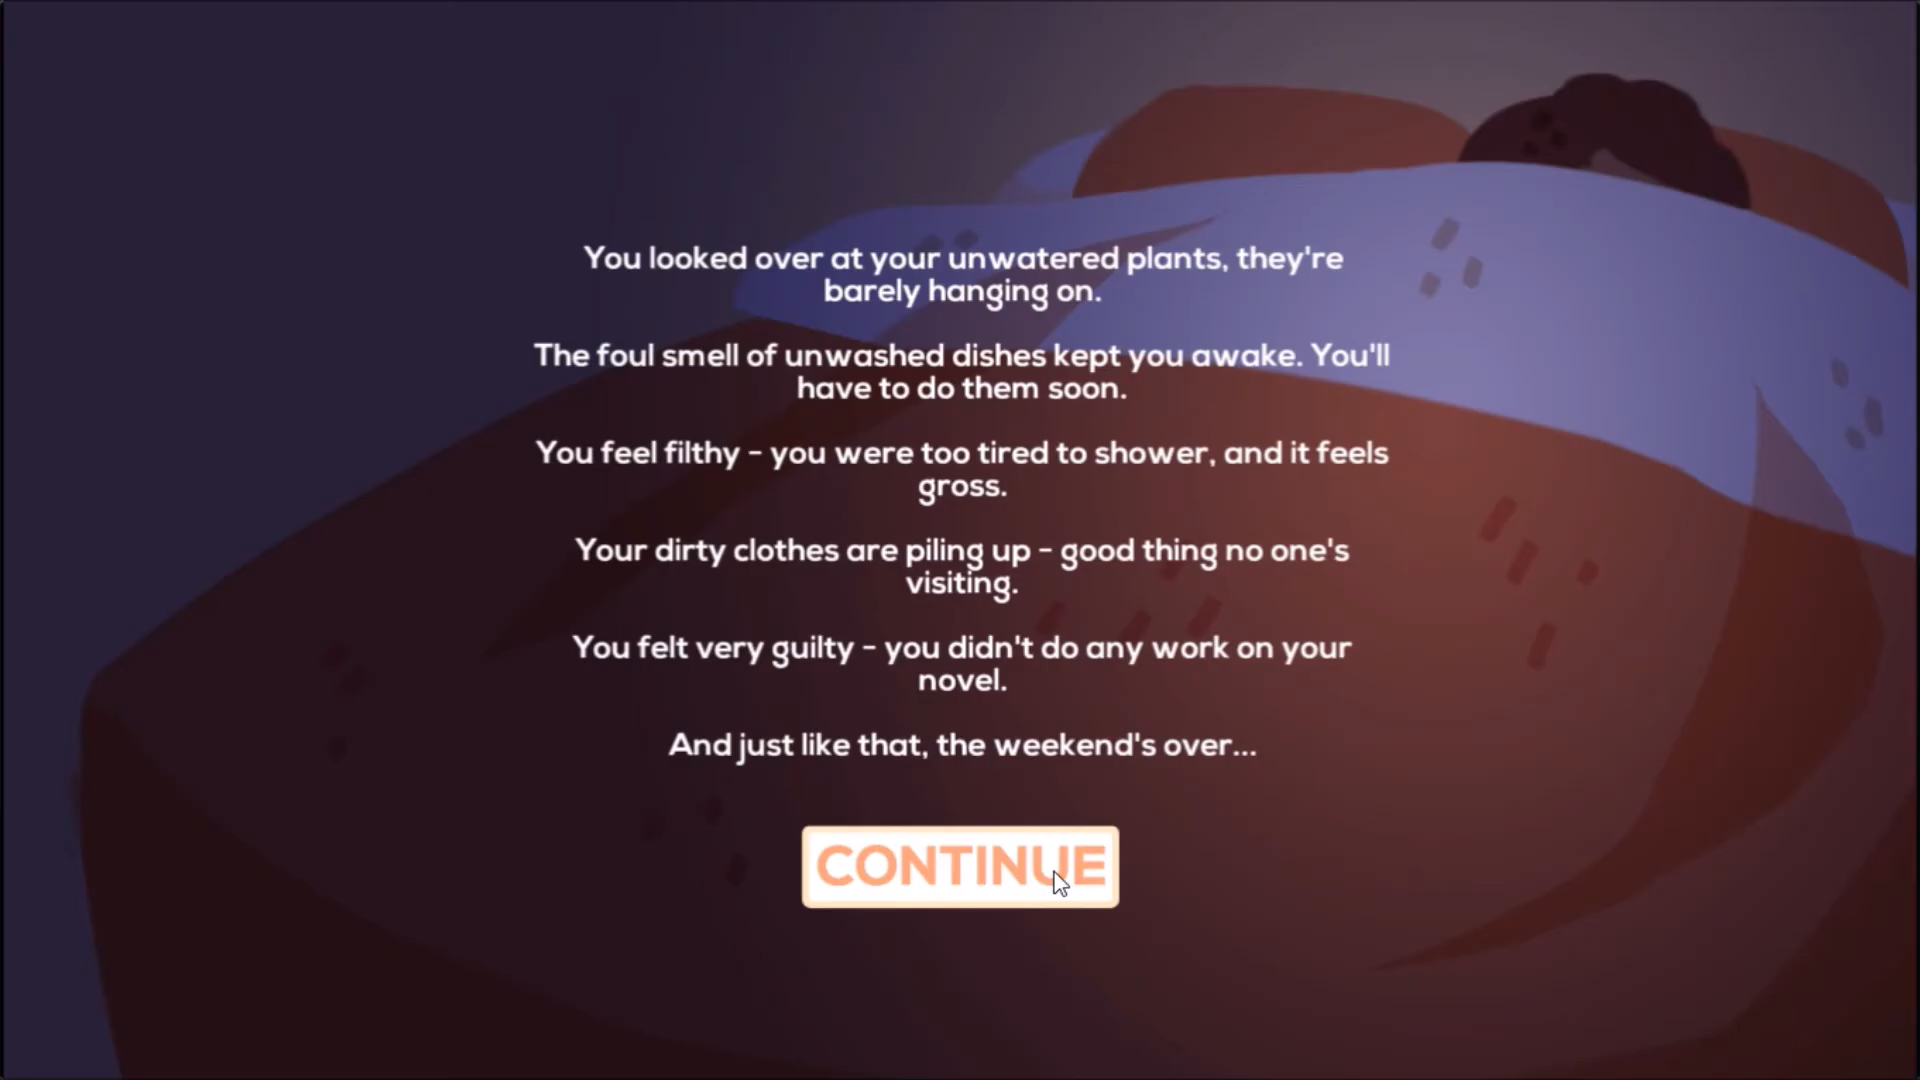 You looked over at your unwatered plants, they're
barely hanging on.
The foul smell of unwashed dishes kept you awake. You'll
have to do them soon.
You feel filthy - you were too tired to shower, and it feels
gross.
Your dirty clothes are piling up - good thing no one's
visiting.
You felt very guilty - you didn't do any work on your
novel.
And just like that, the weekend's over...
CONTINUE